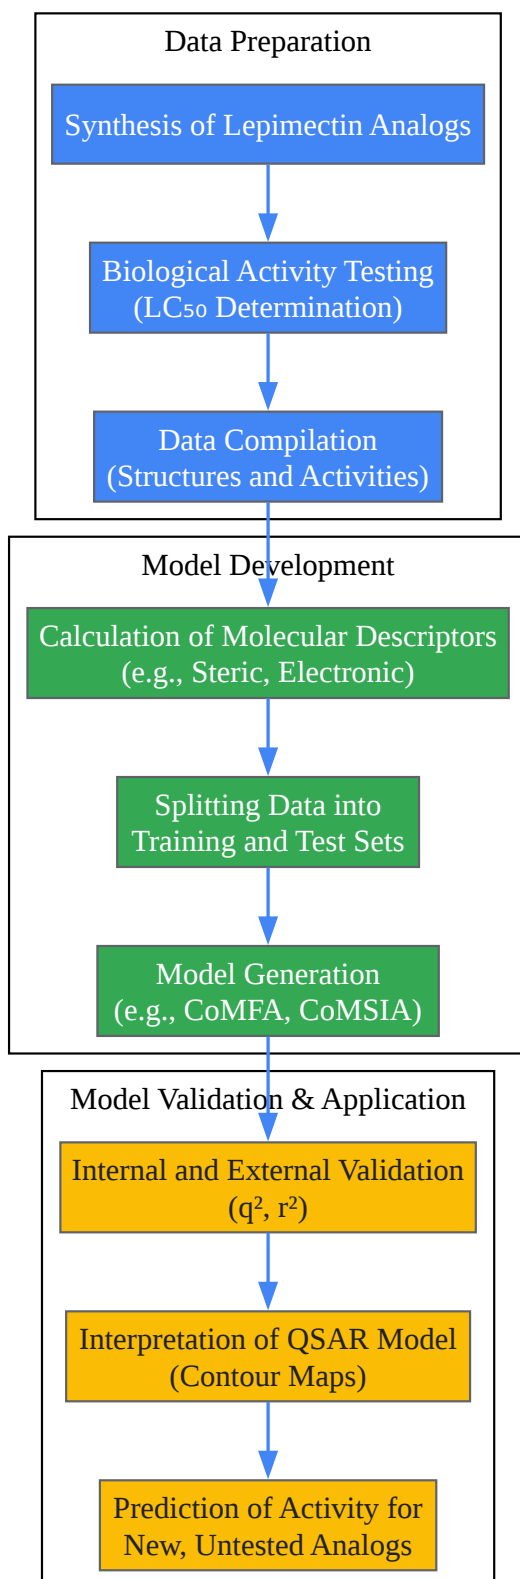 Data Preparation
Synthesis of Lepimectin Analogs
Biological Activity Testing
(LC₅₀ Determination)
Data Compilation
(Structures and Activities)
Model Development
Calculation of Molecular Descriptors
(e.g., Steric, Electronic)
Splitting Data into
Training and Test Sets
Model Generation
(e.g., CoMFA, CoMSIA)
Model Validation & Application
Internal and External Validation
(q², r²)
Interpretation of QSAR Model
(Contour Maps)
Prediction of Activity for
New, Untested Analogs